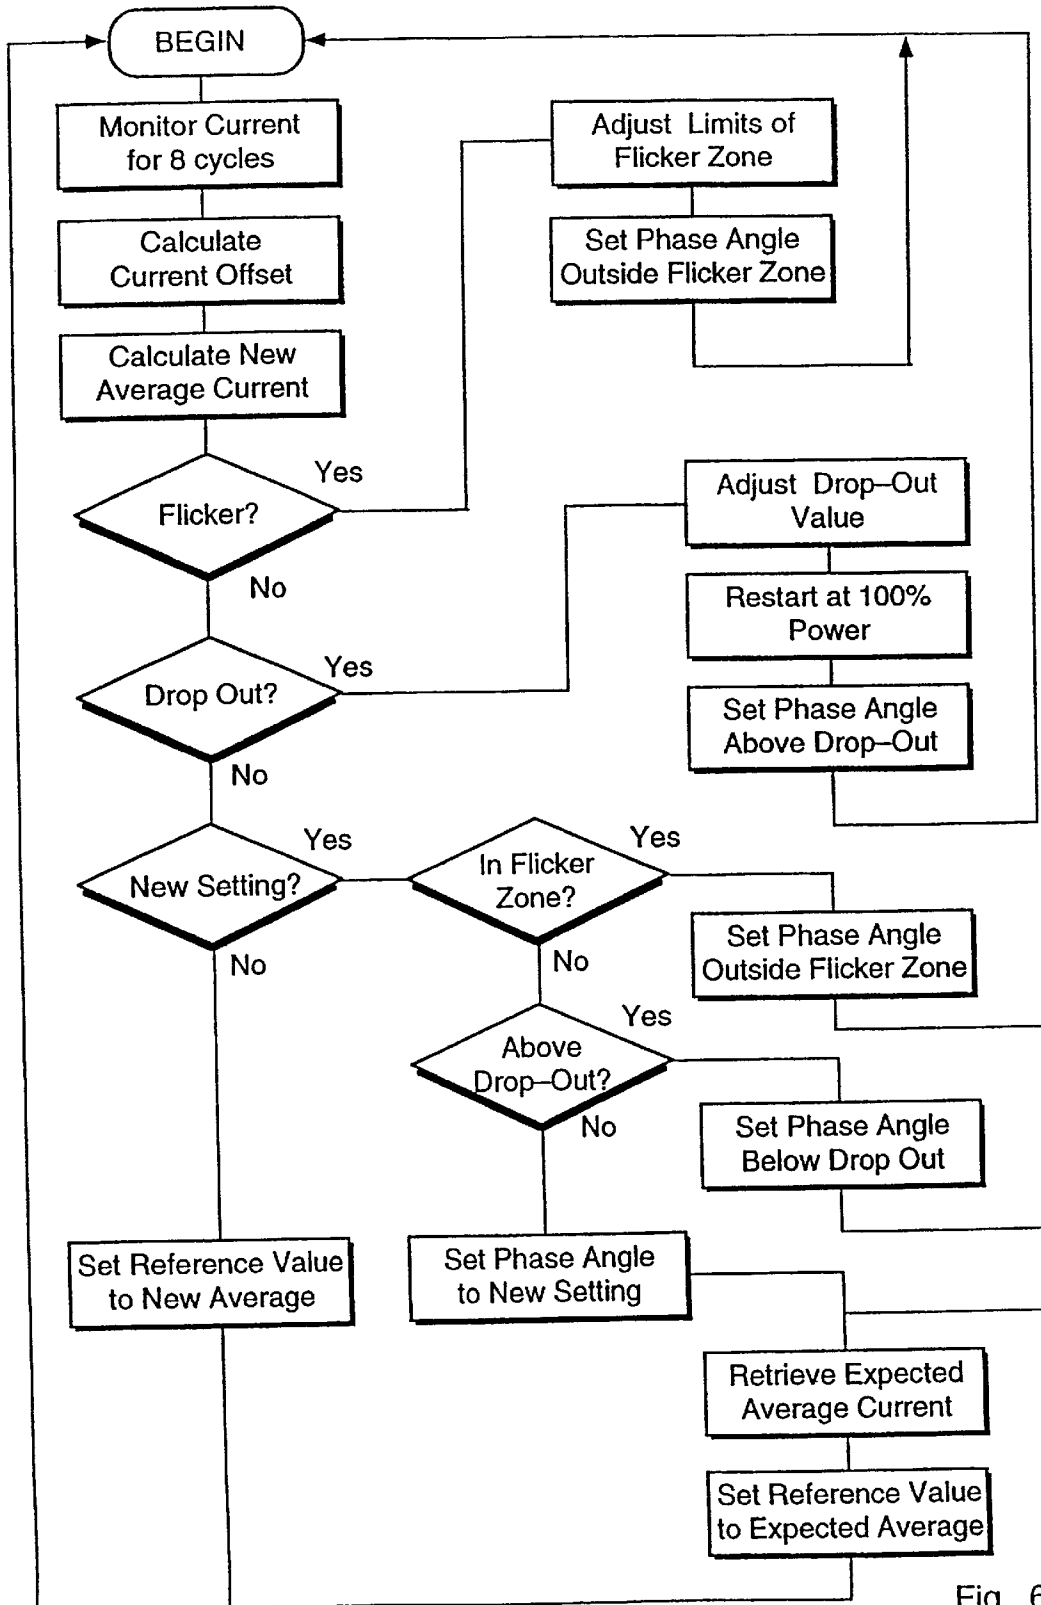 BEGIN
Monitor Current
for 8 cycles
Calculate
Current Offset
Calculate New
Average Current
Flicker?
Yes
No
Adjust Limits of
Flicker Zone
Set Phase Angle
Outside Flicker Zone
Drop Out?
Yes
No
Adjust Drop–Out
Value
Restart at 100%
Power
Set Phase Angle
Above Drop–Out
New Setting?
Yes
No
In Flicker
Zone?
Yes
No
Set Phase Angle
Outside Flicker Zone
Above
Drop–Out?
Yes
No
Set Phase Angle
Below Drop Out
Set Reference Value
to New Average
Set Phase Angle
to New Setting
Retrieve Expected
Average Current
Set Reference Value
to Expected Average
Fig. 6